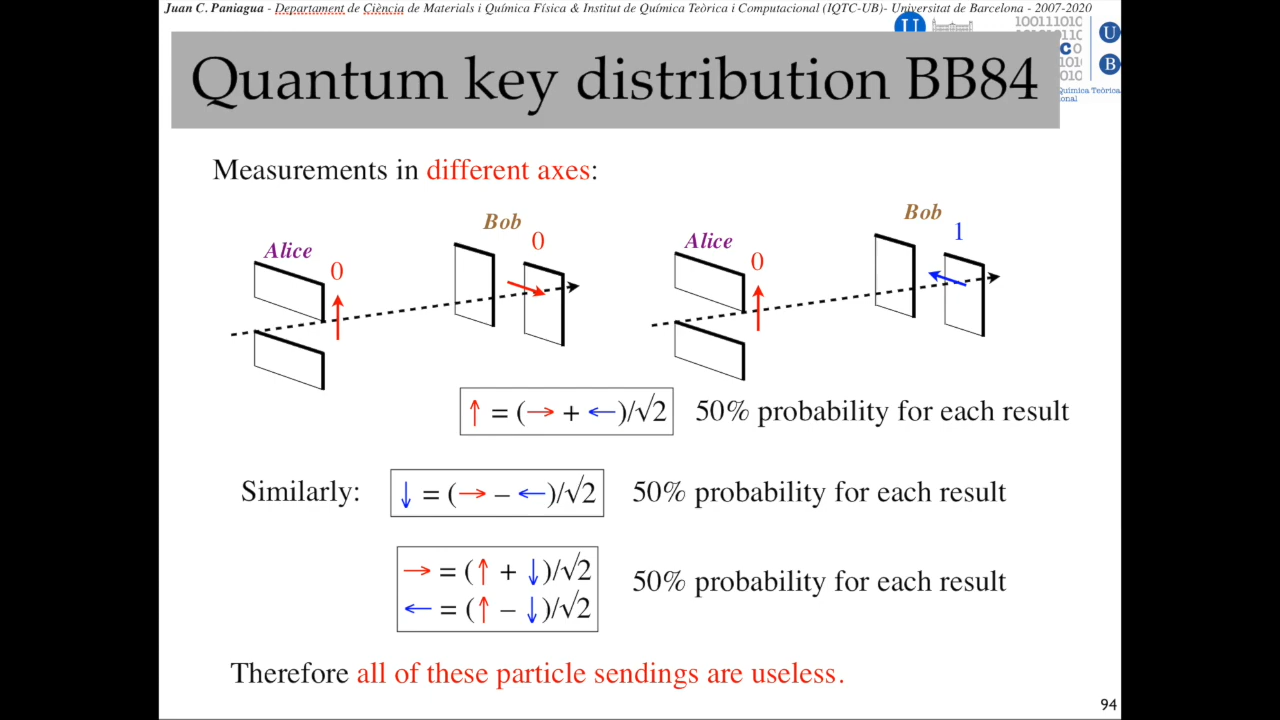 Juan C. Paniagua - Departament de Ciència de Materials i Química Física & Institut de Química Teòrica i Computacional (IQTC-UB)- Universitat de Barcelona - 2007-2020
Quantum key distribution BB84
U
B
Química Teòrica
Measurements in different axes:
Alice 0 Bob 0
Alice 0 Bob 1
↑ = (→ + ←)/√2 50% probability for each result
Similarly: ↓ = (→ – ←)/√2 50% probability for each result
→ = (↑ + ↓)/√2
← = (↑ – ↓)/√2
50% probability for each result
Therefore all of these particle sendings are useless.
94